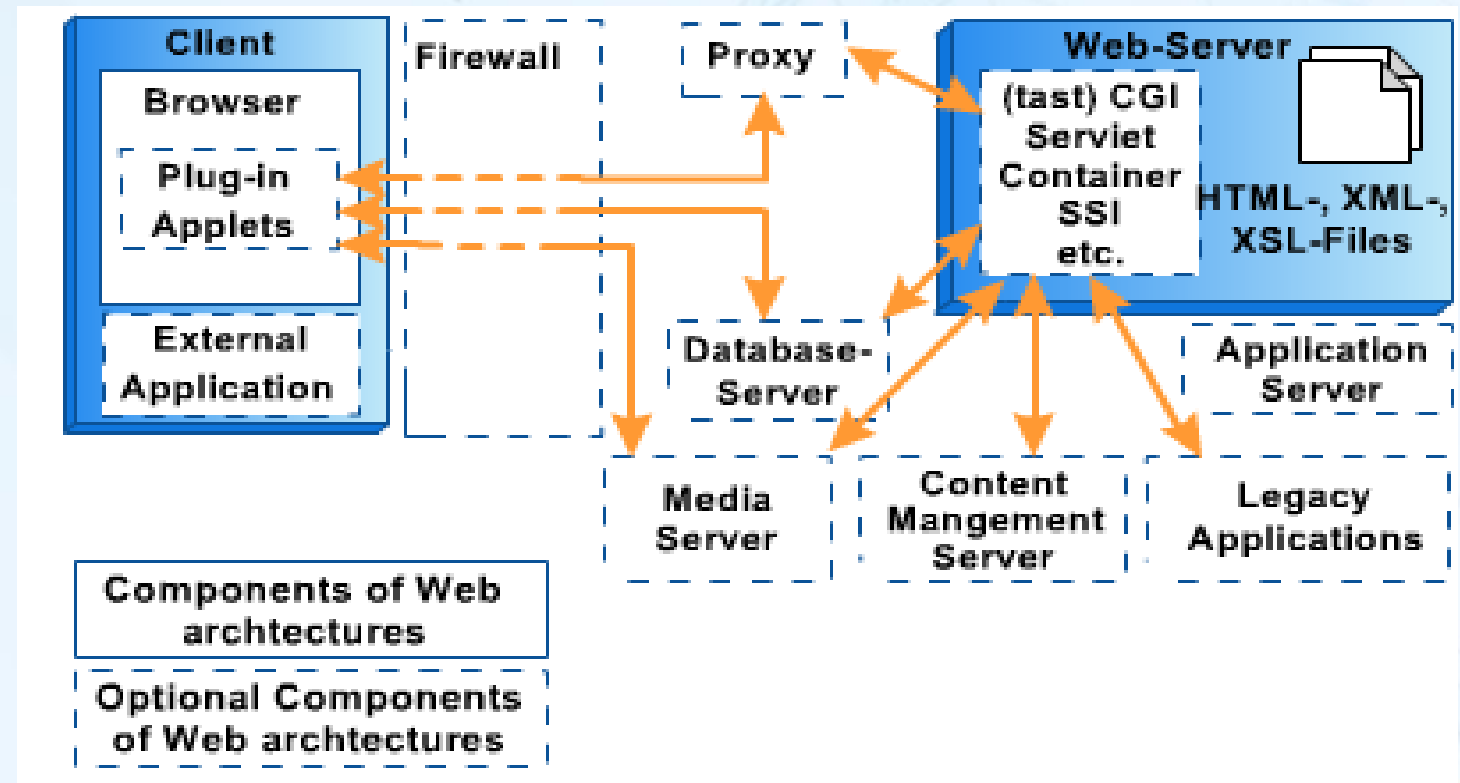 Client
Browser
Plug-in
Applets
External
Application
Firewall
Proxy
Database-
Server
Media
Server
Content
Mangement
Server
Legacy
Applications
Application
Server
Web-Server
(tast) CGI
Serviet
Container
SSI
etc.
HTML-, XML-,
XSL-Files
Components of Web
archtectures
Optional Components
of Web archtectures